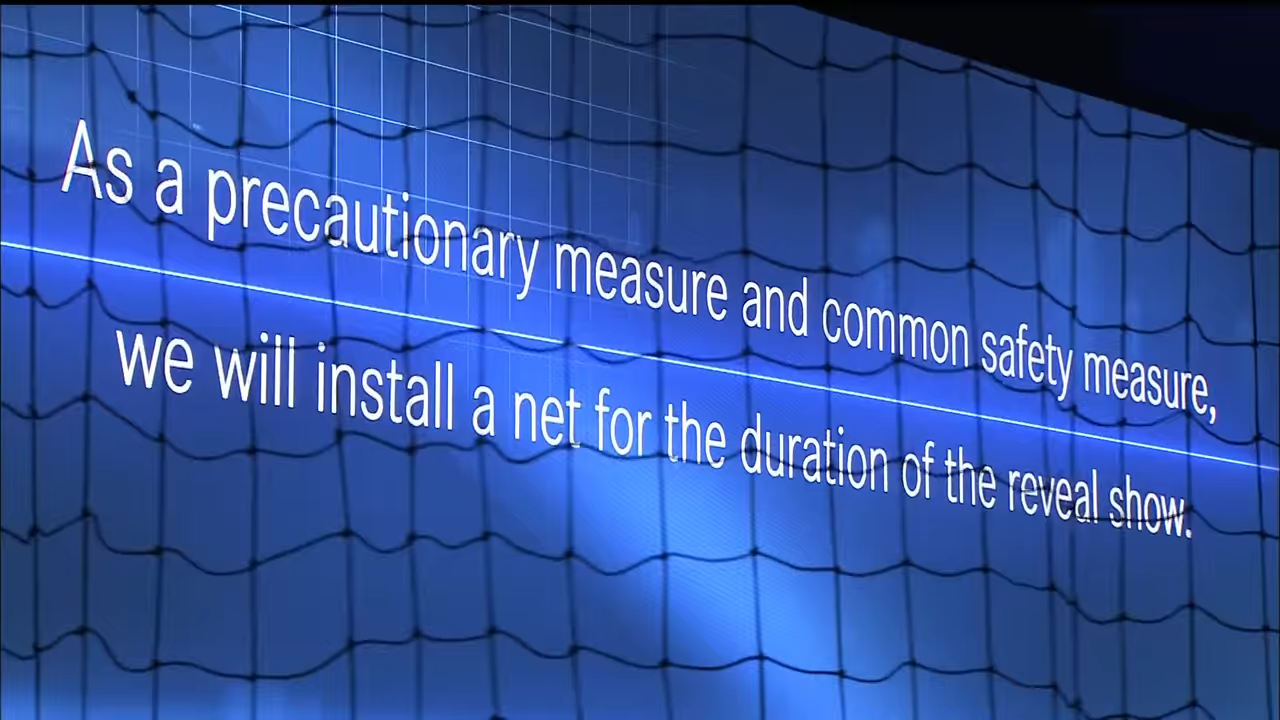 As a precautionary measure and common safety measure,
we will install a net for the duration of the reveal show.